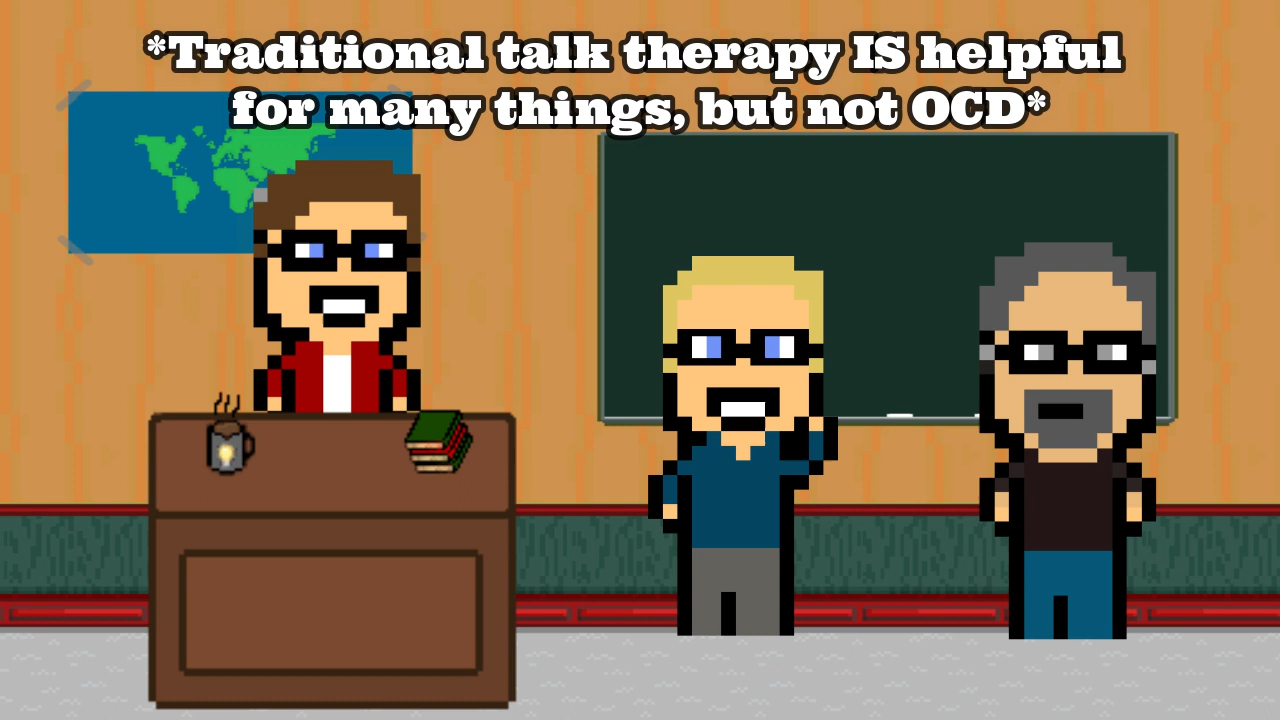 *Traditional talk therapy IS helpful
for many things, but not OCD*